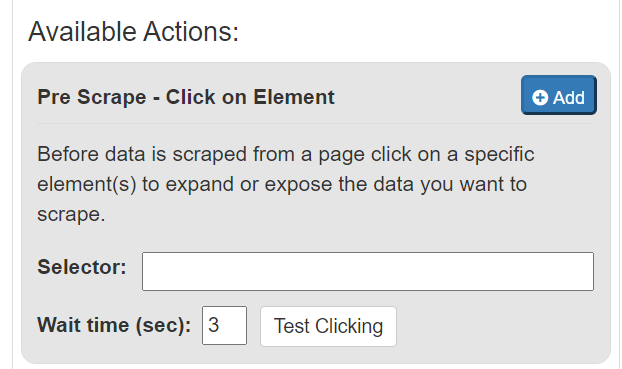 Available Actions:
Pre Scrape - Click on Element
Add
Before data is scraped from a page click on a specific
element(s) to expand or expose the data you want to
scrape.
Selector:
Wait time (sec): 3 Test Clicking